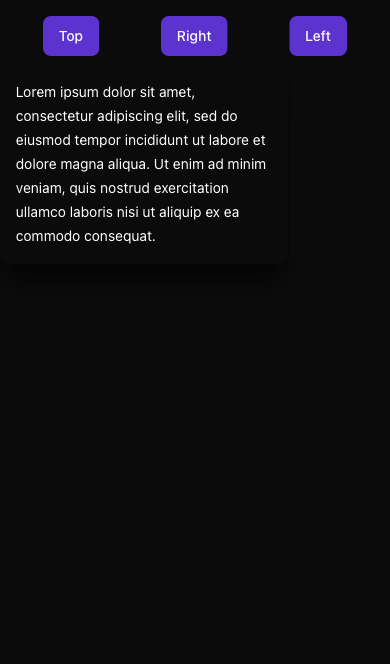 Top Right Left
Lorem ipsum dolor sit amet,
consectetur adipiscing elit, sed do
eiusmod tempor incididunt ut labore et
dolore magna aliqua. Ut enim ad minim
veniam, quis nostrud exercitation
ullamco laboris nisi ut aliquip ex ea
commodo consequat.